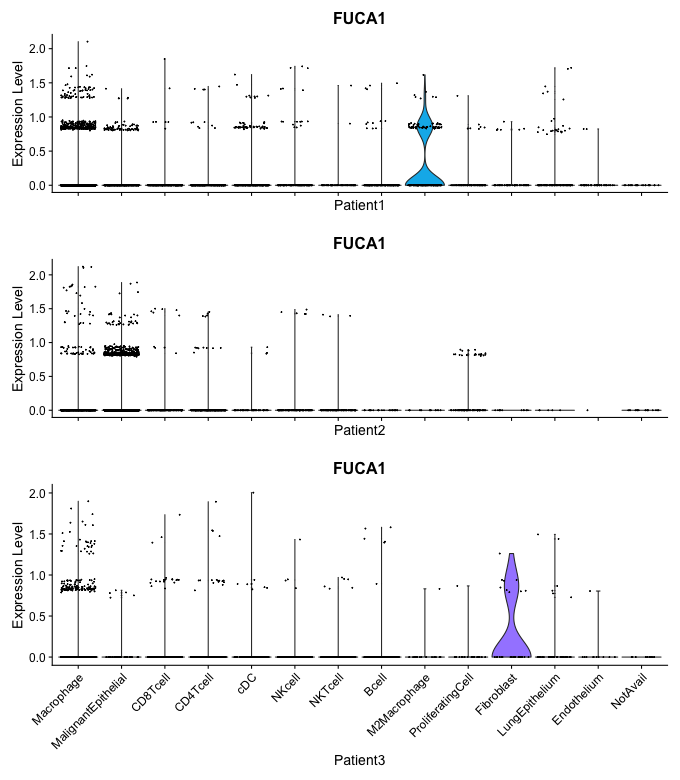 FUCA1
Expression Level
2.0
1.5
1.0
0.5
0.0
Patient1
FUCA1
Expression Level
2.0
1.5
1.0
0.5
0.0
Patient2
FUCA1
Expression Level
2.0
1.5
1.0
0.5
0.0
Macrophage
MalignantEpithelial
CD8Tcell
CD4Tcell
cDC
NKcell
NKTcell
Bcell
M2Macrophage
ProliferatingCell
Fibroblast
LungEpithelium
Endothelium
NotAvail
Patient3